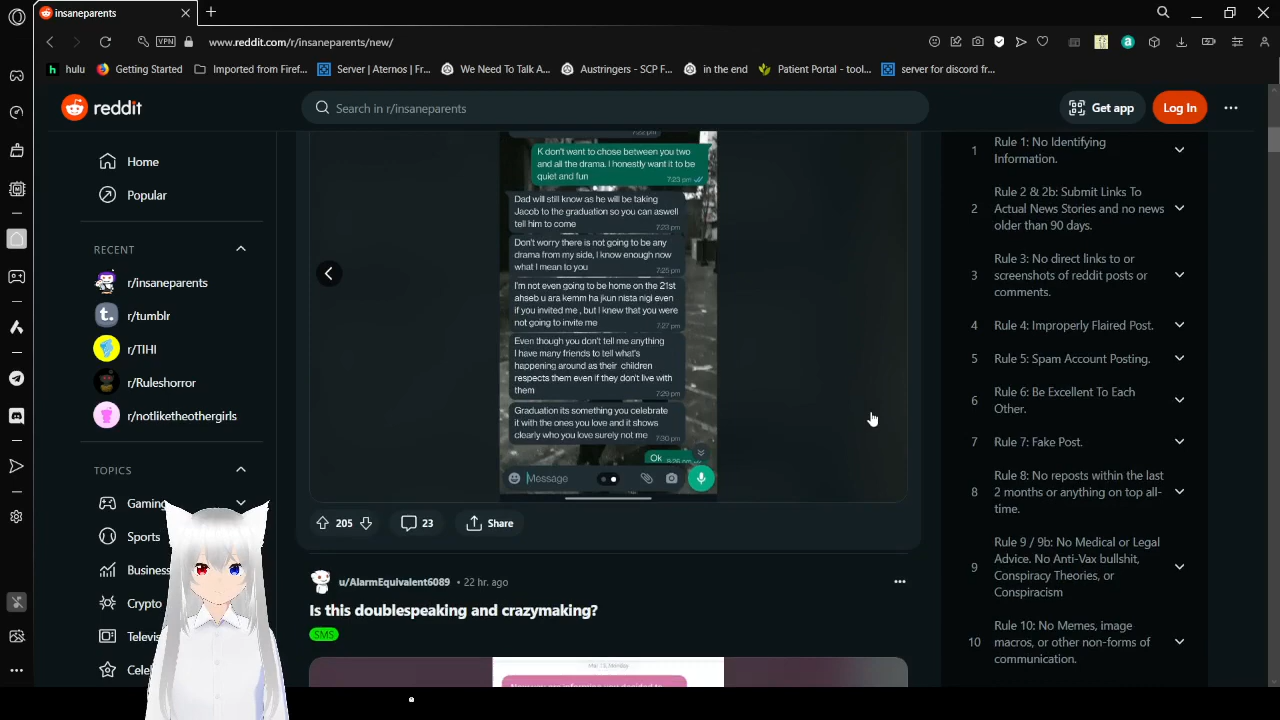 insaneparents
VPN
www.reddit.com/r/insaneparents/new/
hulu
Getting Started
Imported from Firef...
Server | Aternos | Fr...
We Need To Talk A...
Austringers - SCP F...
in the end
Patient Portal - tool...
server for discord fr...
reddit
Search in r/insaneparents
Get app
Log In
Home
Popular
RECENT
r/insaneparents
r/tumblr
r/TIHI
r/Ruleshorror
r/notliketheothergirls
TOPICS
Gaming
Sports
Business
Crypto
Televi
Cele
7:22 pm
K don't want to chose between you two
and all the drama. I honestly want it to be
quiet and fun
7:23 pm
Dad will still know as he will be taking
Jacob to the graduation so you can aswell
tell him to come
7:23 pm
Don't worry there is not going to be any
drama from my side, I know enough now
what I mean to you
7:25 pm
I'm not even going to be home on the 21st
ahseb u ara kemm ha jkun nista nigi even
if you invited me , but I knew that you were
not going to invite me
7:27 pm
Even though you don't tell me anything
I have many friends to tell what's
happening around as their children
respects them even if they don't live with
them
7:29 pm
Graduation its something you celebrate
it with the ones you love and it shows
clearly who you love surely not me
7:30 pm
Ok
Message
205
23
Share
u/AlarmEquivalent6089 • 22 hr. ago
Is this doublespeaking and crazymaking?
SMS
Now you are informing you decided to
1
Rule 1: No Identifying
Information.
2
Rule 2 & 2b: Submit Links To
Actual News Stories and no news
older than 90 days.
3
Rule 3: No direct links to or
screenshots of reddit posts or
comments.
4
Rule 4: Improperly Flaired Post.
5
Rule 5: Spam Account Posting.
6
Rule 6: Be Excellent To Each
Other.
7
Rule 7: Fake Post.
8
Rule 8: No reposts within the last
2 months or anything on top all-
time.
9
Rule 9 / 9b: No Medical or Legal
Advice. No Anti-Vax bullshit,
Conspiracy Theories, or
Conspiracism
10
Rule 10: No Memes, image
macros, or other non-forms of
communication.